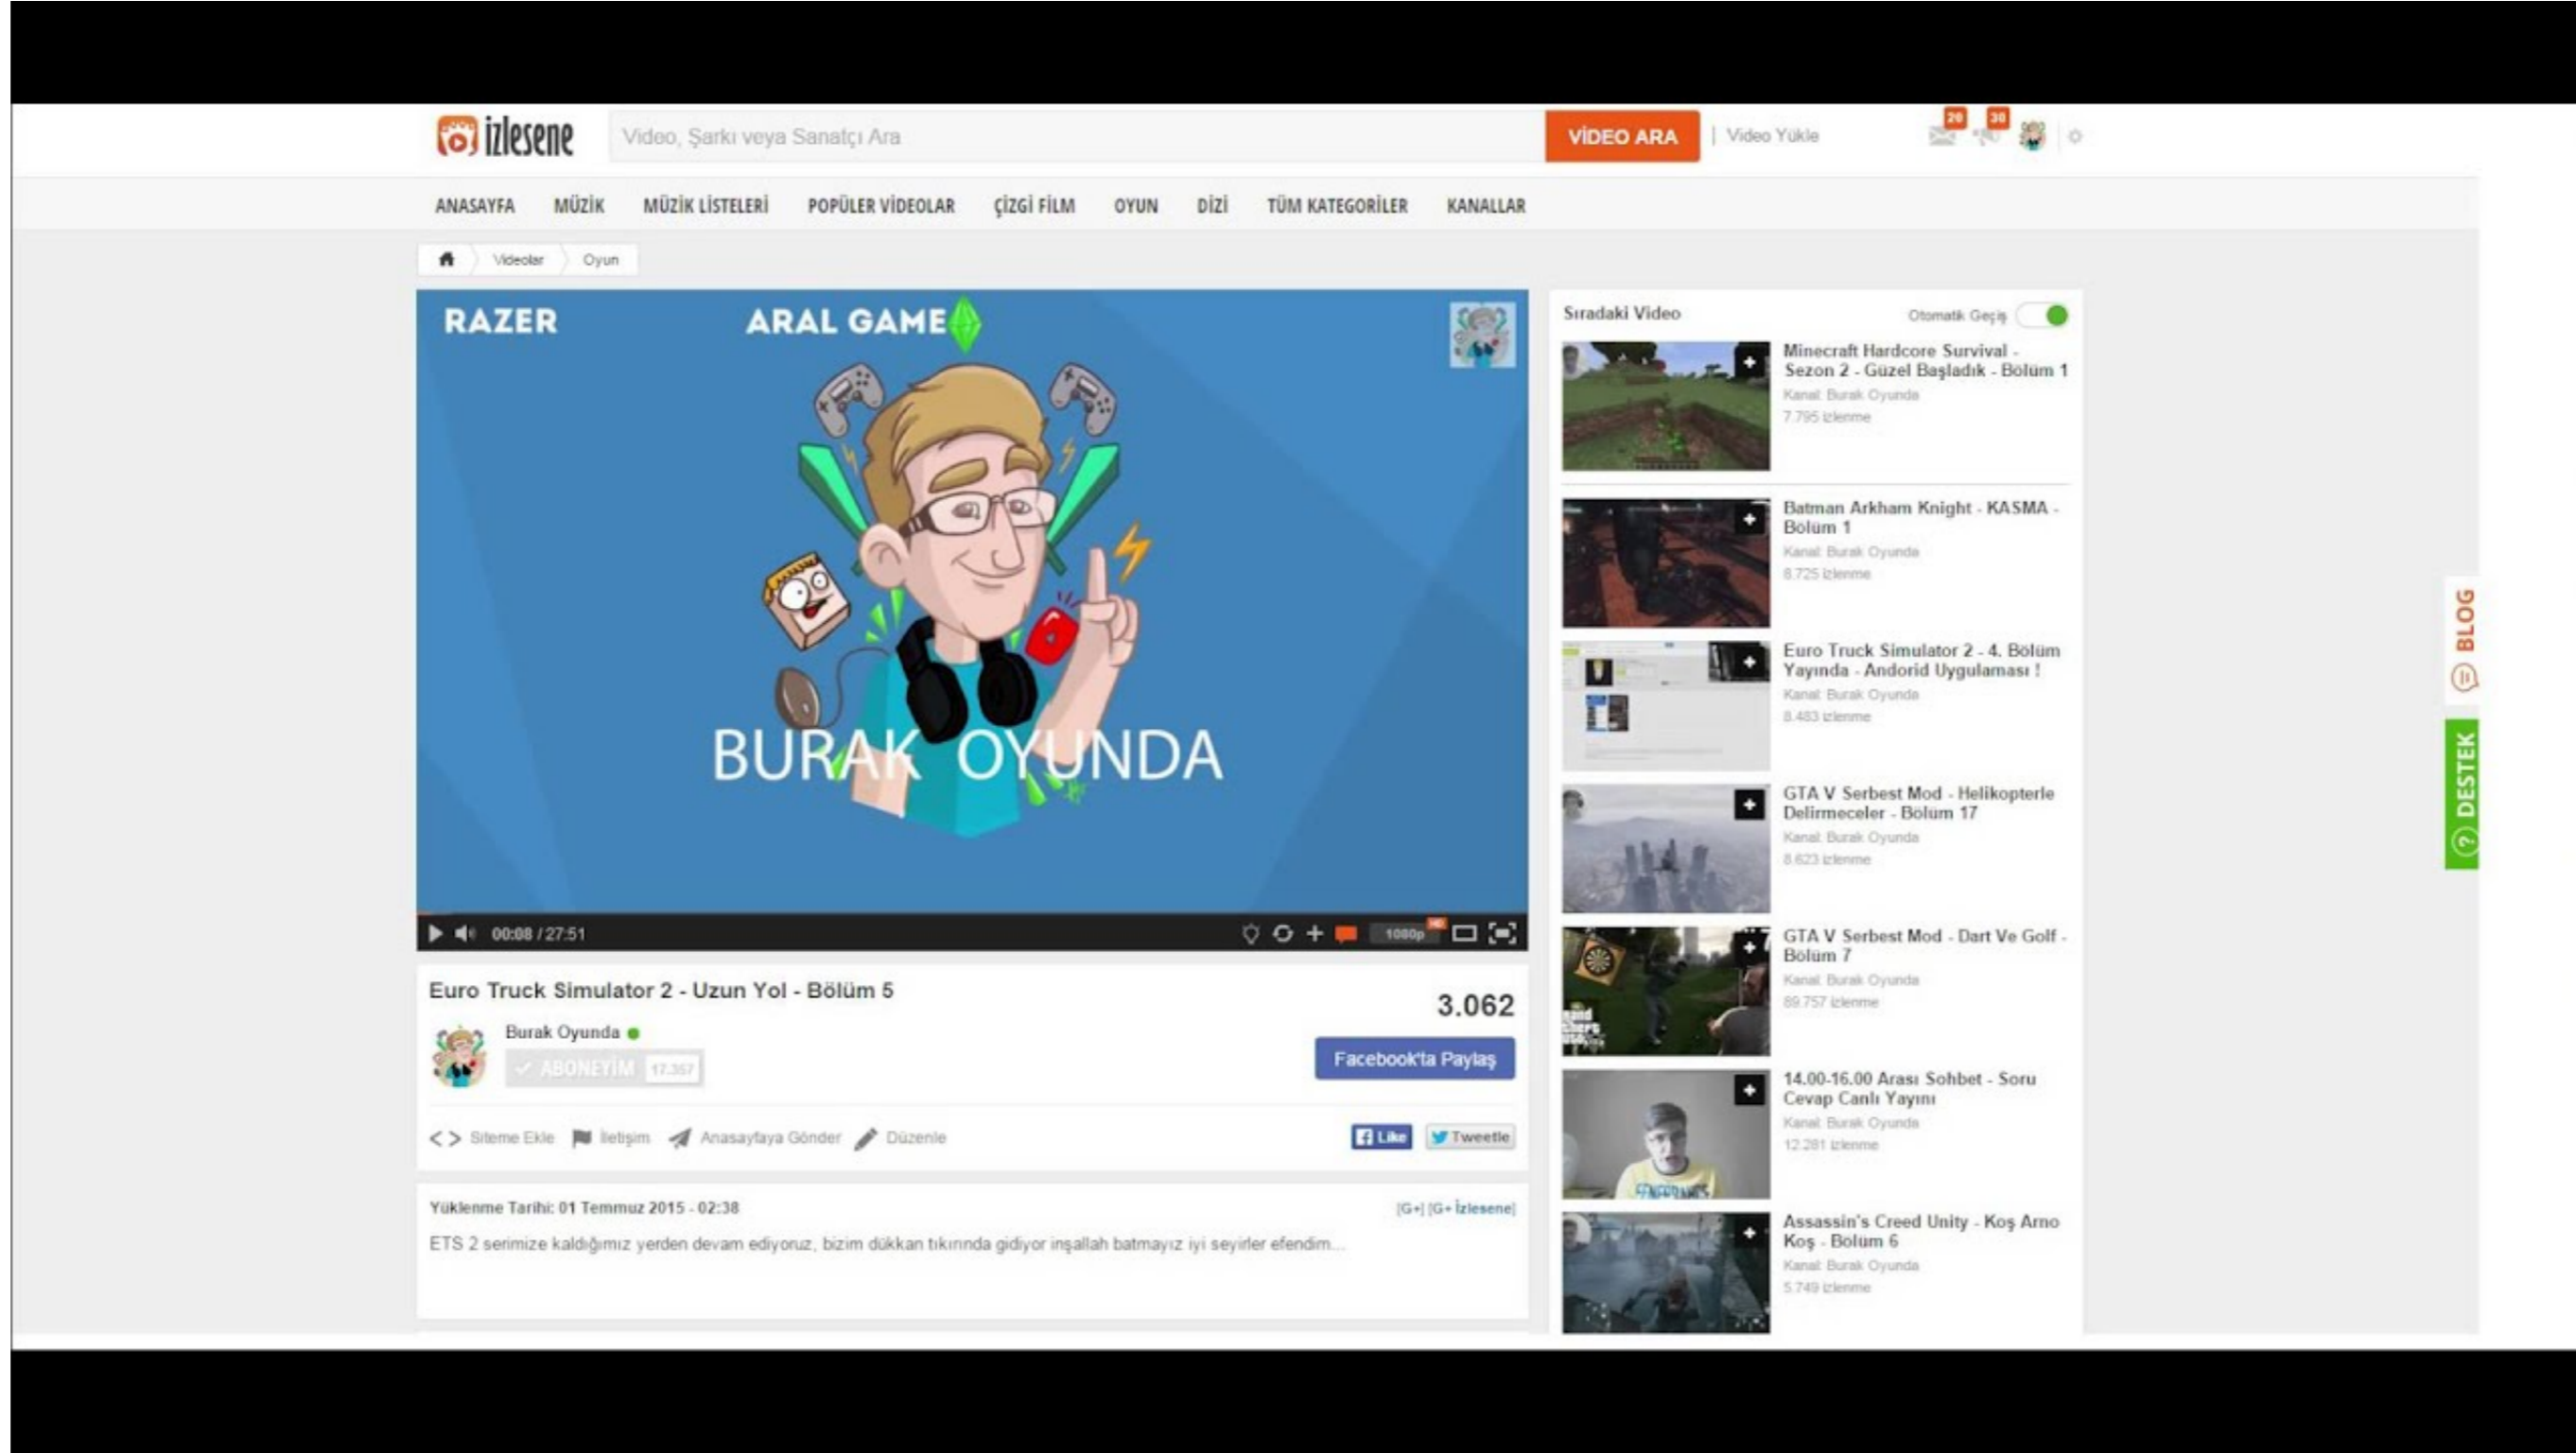 izlesene
Video, Şarkı veya Sanatçı Ara
VİDEO ARA
Video Yükle
20
30
ANASAYFA MÜZİK MÜZİK LİSTELERİ POPÜLER VİDEOLAR ÇİZGİ FİLM OYUN DİZİ TÜM KATEGORİLER KANALLAR
Videolar Oyun
RAZER ARAL GAME
BURAK OYUNDA
00:08 / 27:51
1080p HD
Euro Truck Simulator 2 - Uzun Yol - Bölüm 5
3.062
Burak Oyunda
ABONEYİM 17.357
Facebook'ta Paylaş
Siteme Ekle İletişim Anasayfaya Gönder Düzenle
Like Tweetle
Yüklenme Tarihi: 01 Temmuz 2015 - 02:38
[G+] [G+ İzlesene]
ETS 2 serimize kaldığımız yerden devam ediyoruz, bizim dükkan tıkırında gidiyor inşallah batmayız iyi seyirler efendim...
Sıradaki Video
Otomatik Geçiş
Minecraft Hardcore Survival -
Sezon 2 - Güzel Başladık - Bölüm 1
Kanal: Burak Oyunda
7.795 izlenme
Batman Arkham Knight - KASMA -
Bölüm 1
Kanal: Burak Oyunda
6.725 izlenme
Euro Truck Simulator 2 - 4. Bölüm
Yayında - Andorid Uygulaması !
Kanal: Burak Oyunda
8.483 izlenme
GTA V Serbest Mod - Helikopterle
Delirmeceler - Bölüm 17
Kanal: Burak Oyunda
8.623 izlenme
GTA V Serbest Mod - Dart Ve Golf -
Bölüm 7
Kanal: Burak Oyunda
89.757 izlenme
14.00-16.00 Arası Sohbet - Soru
Cevap Canlı Yayını
Kanal: Burak Oyunda
12.281 izlenme
Assassin's Creed Unity - Koş Arno
Koş - Bölüm 6
Kanal: Burak Oyunda
5.749 izlenme
BLOG
DESTEK